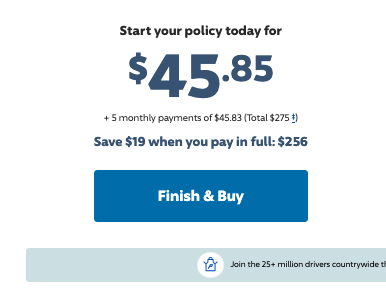 Start your policy today for
$45.85
+ 5 monthly payments of $45.83 (Total $275 ‡)
Save $19 when you pay in full: $256
Finish & Buy
Join the 25+ million drivers countrywide